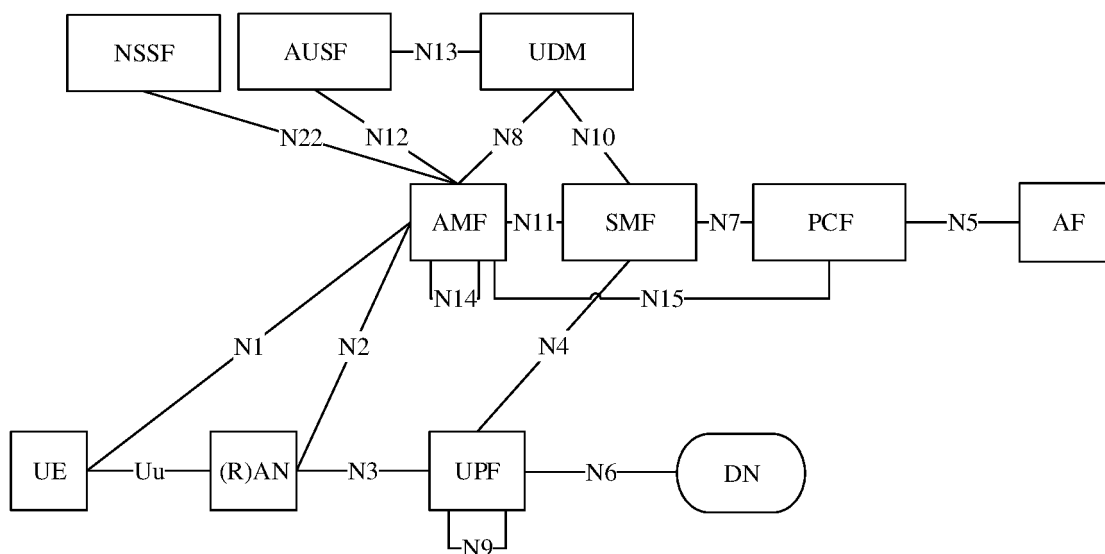 NSSF
AUSF
N13
UDM
N22
N12
N8
N10
AMF
N11
SMF
N7
PCF
N5
AF
N14
N15
N1
N2
N4
UE
Uu
(R)AN
N3
UPF
N6
DN
N9